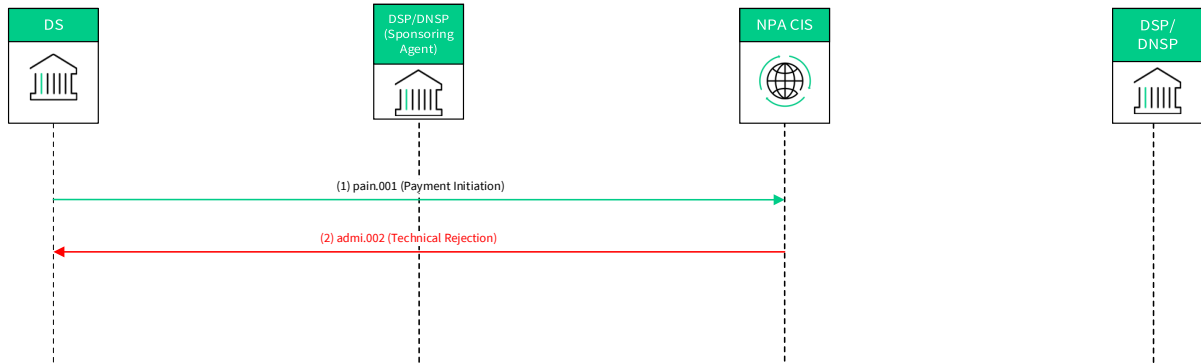 DS
DSP/DNSP
(Sponsoring
Agent)
NPA CIS
DSP/
DNSP
(1) pain.001 (Payment Initiation)
(2) admi.002 (Technical Rejection)